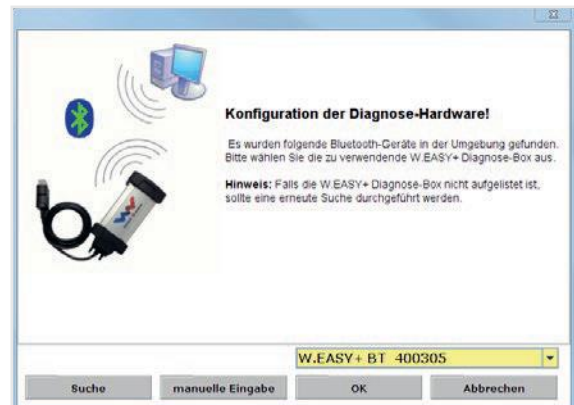 Konfiguration der Diagnose-Hardware!
Es wurden folgende Bluetooth-Geräte in der Umgebung gefunden.
Bitte wählen Sie die zu verwendende W.EASY+ Diagnose-Box aus.
Hinweis: Falls die W.EASY+ Diagnose-Box nicht aufgelistet ist,
sollte eine erneute Suche durchgeführt werden.
W.EASY+ BT 400305
Suche
manuelle Eingabe
OK
Abbrechen